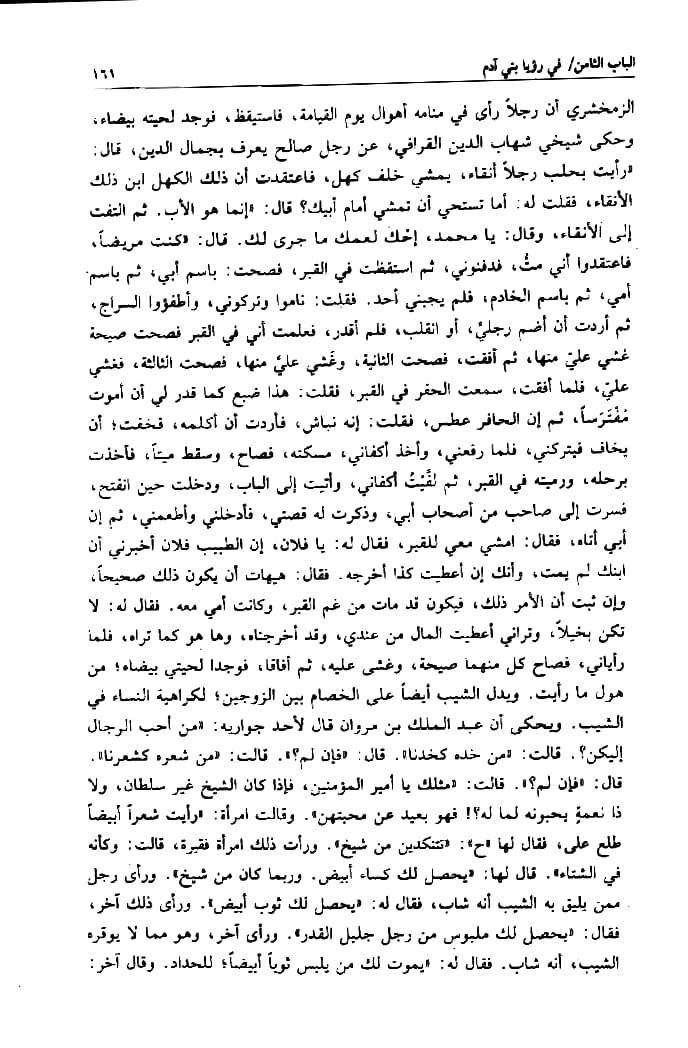 الباب الثامن/ في رؤيا بني آدم
١٦١
الزمخشري أن رجلاً رأى في منامه أهوال يوم القيامة، فاستيقظ، فوجد لحيته بيضاء،
وحكى شيخي شهاب الدين القرافي، عن رجل صالح يعرف بجمال الدين، قال:
«رأيت بحلب رجلاً أنقاء، يمشي خلف كهل، فاعتقدت أن ذلك الكهل ابن ذلك
الأنقاء، فقلت له: أما تستحي أن تمشي أمام أبيك؟ قال: «إنما هو الأب. ثم التفت
إلى الأنقاء، وقال: يا محمد، إحْك لعمك ما جرى لك. قال: «كنت مريضاً،
فاعتقدوا أني متُّ، فدفنوني، ثم استقظت في القبر، فصحت: باسم أبي، ثم باسم
أمي، ثم باسم الخادم، فلم يجبني أحد. فقلت: ناموا وتركوني، وأطفؤوا السراج،
ثم أردت أن أضم رجليّ، أو انقلب، فلم أقدر، فعلمت أني في القبر فصحت صيحة
غشي عليّ منها، ثم أفقت، فصحت الثانية، وغَشي عليَّ منها، فصحت الثالثة، فغشي
عليّ، فلما أفقت، سمعت الحفر في القبر، فقلت: هذا ضبع كما قدر لي أن أموت
مُفْتَرَساً، ثم إن الحافر عطس، فقلت: إنه نباش، فأردت أن أكلمه، فخفت؛ أن
يخاف فيتركني، فلما رفعني، وأخذ أكفاني، مسكته، فصاح، وسقط ميتاً، فأخذت
برحله، ورميته في القبر، ثم لفَّيْتُ أكفاني، وأتيت إلى الباب، ودخلت حين انفتح،
فسرت إلى صاحب من أصحاب أبي، وذكرت له قصتي، فأدخلني وأطعمني، ثم إن
أبي أتاه، فقال: امشي معي للقبر، فقال له: يا فلان، إن الطبيب فلان أخبرني أن
ابنك لم يمت، وأنك إن أعطيت كذا أخرجه. فقال: هيهات أن يكون ذلك صحيحاً،
وإن ثبت أن الأمر ذلك، فيكون قد مات من غم القبر، وكانت أمي معه. فقال له: لا
تكن بخيلاً، وتراني أعطيت المال من عندي، وقد أخرجناه، وها هو كما تراه، فلما
رأياني، فصاح كل منهما صيحة، وغشى عليه، ثم أفاقا، فوجدا لحيتي بيضاء؛ من
هول ما رأيت. ويدل الشيب أيضاً على الخصام بين الزوجين؛ لكراهية النساء في
الشيب. ويحكى أن عبد الملك بن مروان قال لأحد جواريه: «من أحب الرجال
إليكن؟. قالت: «من خده كخدنا». قال: «فإن لم؟». قالت: «من شعره كشعرنا».
قال: «فإن لم؟». قالت: «مثلك يا أمير المؤمنين، فإذا كان الشيخ غير سلطان، ولا
ذا نعمةٍ يحبونه لما له؟! فهو بعيد عن محبتهن». وقالت امرأة: «رأيت شعراً أبيضاً
طلع على، فقال لها «ح»: «تتنكدين من شيخ». ورأت ذلك امرأة فقيرة، قالت: وكأنه
في الشتاء». قال لها: «يحصل لك كساء أبيض. وربما كان من شيخ». ورأى رجل
ممن يليق به الشيب أنه شاب، فقال له: «يحصل لك ثوب أبيض». ورأى ذلك آخر،
فقال: «يحصل لك ملبوس من رجل جليل القدر». ورأى آخر، وهو مما لا يوقره
الشيب، أنه شاب. فقال له: «يموت لك من يلبس ثوباً أبيضاً؛ للحداد. وقال آخر: